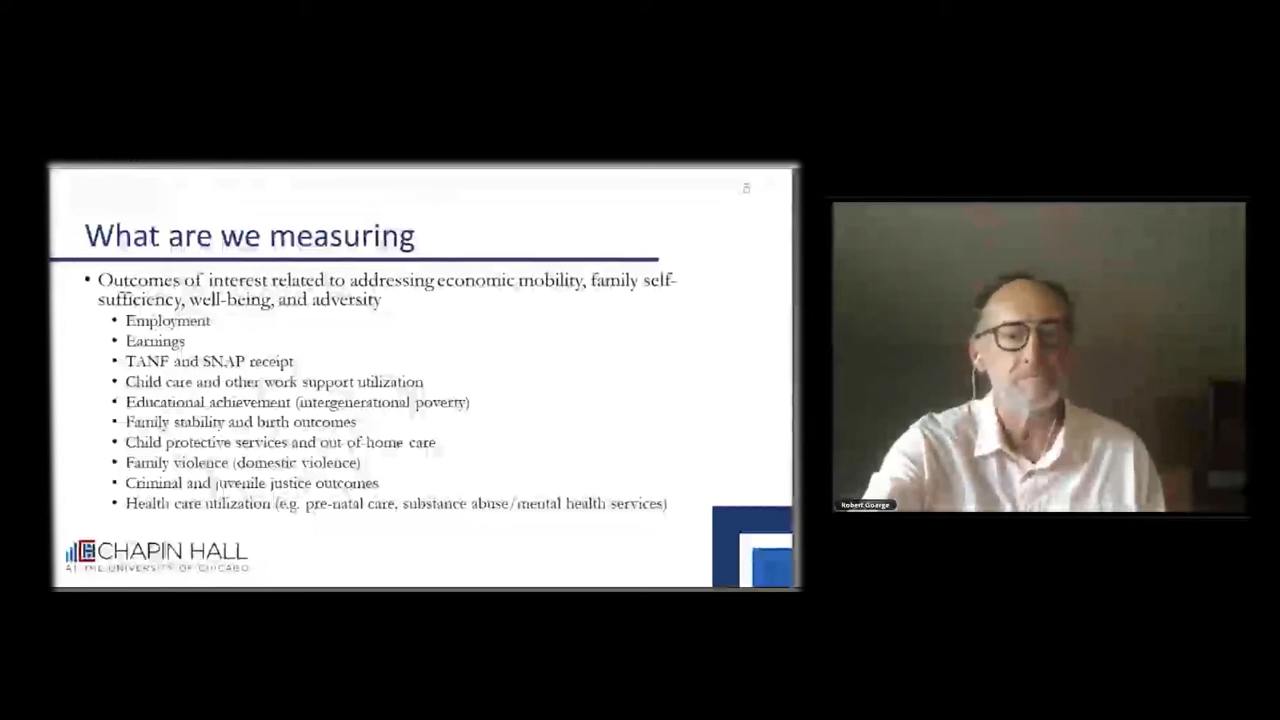 What are we measuring
• Outcomes of interest related to addressing economic mobility, family self-
sufficiency, well-being, and adversity
• Employment
• Earnings
• TANF and SNAP receipt
• Child care and other work support utilization
• Educational achievement (intergenerational poverty)
• Family stability and birth outcomes
• Child protective services and out-of-home care
• Family violence (domestic violence)
• Criminal and juvenile justice outcomes
• Health care utilization (e.g. pre-natal care, substance abuse/mental health services)
CHAPIN HALL
AT THE UNIVERSITY OF CHICAGO
Robert Goerge